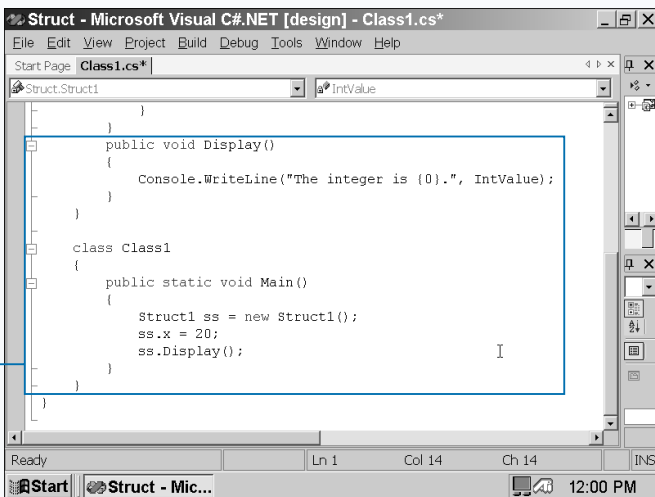 Struct - Microsoft Visual C#.NET [design] - Class1.cs*
File Edit View Project Build Debug Tools Window Help
Start Page Class1.cs*
Struct.Struct1 IntValue
}
}
public void Display()
{
Console.WriteLine("The integer is {0}.", IntValue);
}
}
class Class1
{
public static void Main()
{
Struct1 ss = new Struct1();
ss.x = 20;
ss.Display();
}
}
}
Ready Ln 1 Col 14 Ch 14 INS
Start Struct - Mic... 12:00 PM